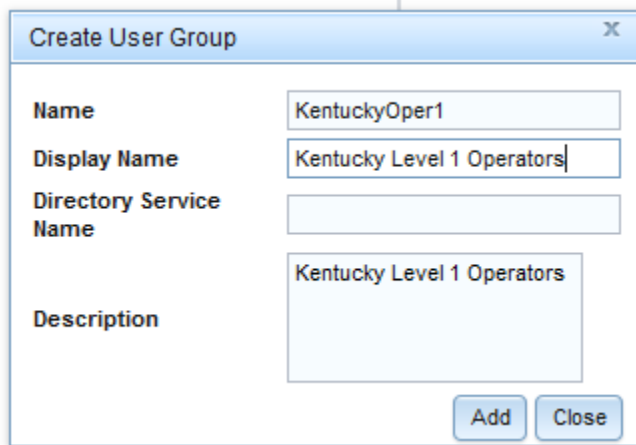 Create User Group x
Name KentuckyOper1
Display Name Kentucky Level 1 Operators
Directory Service
Name
Kentucky Level 1 Operators
Description
Add Close